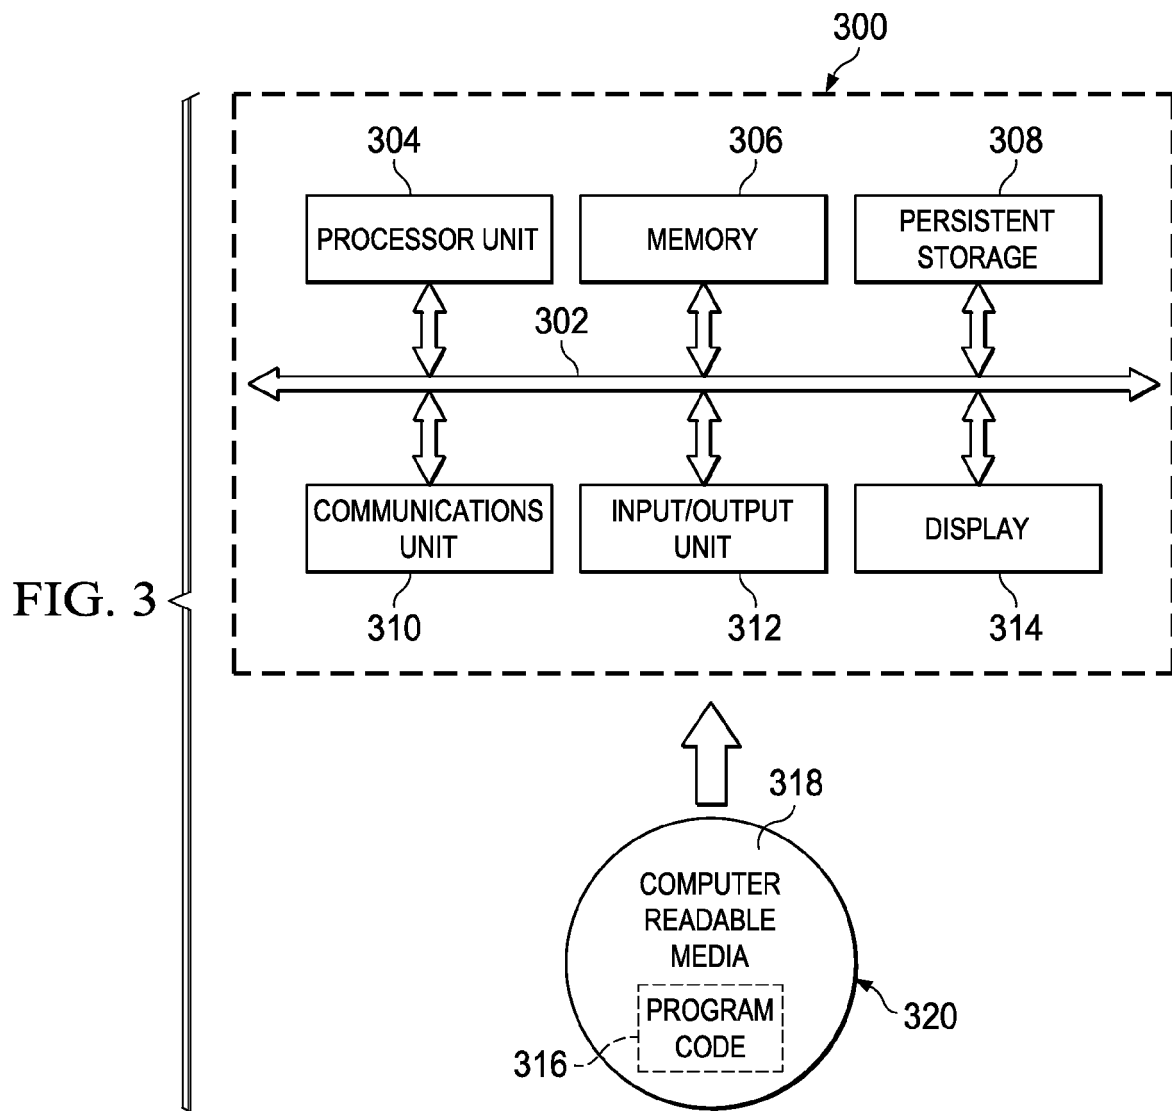 300
304
306
308
PROCESSOR UNIT
MEMORY
PERSISTENT
STORAGE
302
COMMUNICATIONS
UNIT
INPUT/OUTPUT
UNIT
DISPLAY
FIG. 3
310
312
314
318
COMPUTER
READABLE
MEDIA
PROGRAM
CODE
316
320